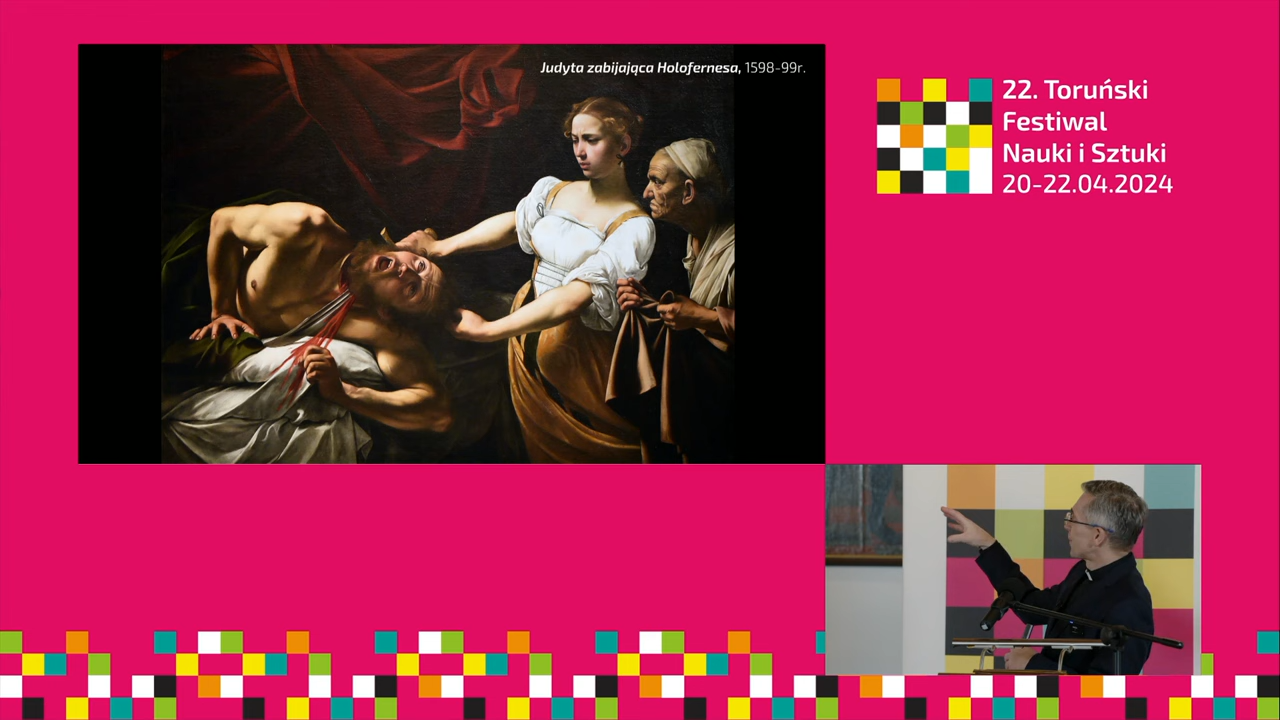 Judyta zabijająca Holofernesa, 1598-99r.
22. Toruński
Festiwal
Nauki i Sztuki
20-22.04.2024